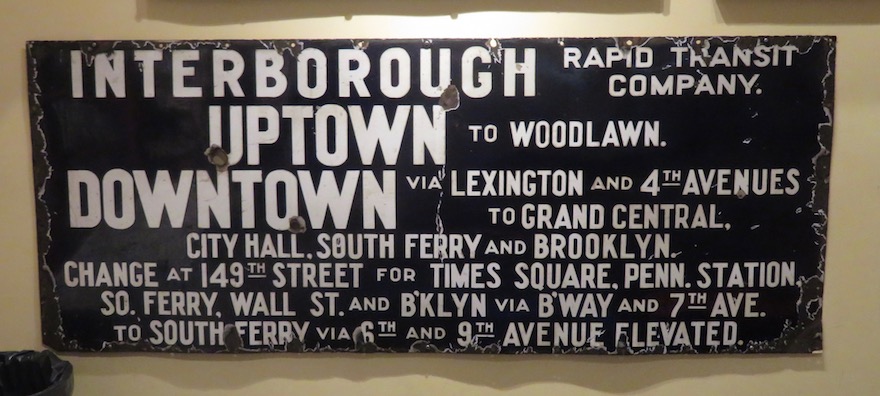 INTERBOROUGH RAPID TRANSIT COMPANY.
UPTOWN TO WOODLAWN.
DOWNTOWN VIA LEXINGTON AND 4TH AVENUES
TO GRAND CENTRAL,
CITY HALL, SOUTH FERRY AND BROOKLYN.
CHANGE AT 149TH STREET FOR TIMES SQUARE, PENN. STATION,
SO. FERRY, WALL ST. AND B'KLYN VIA B'WAY AND 7TH AVE.
TO SOUTH FERRY VIA 6TH AND 9TH AVENUE ELEVATED.